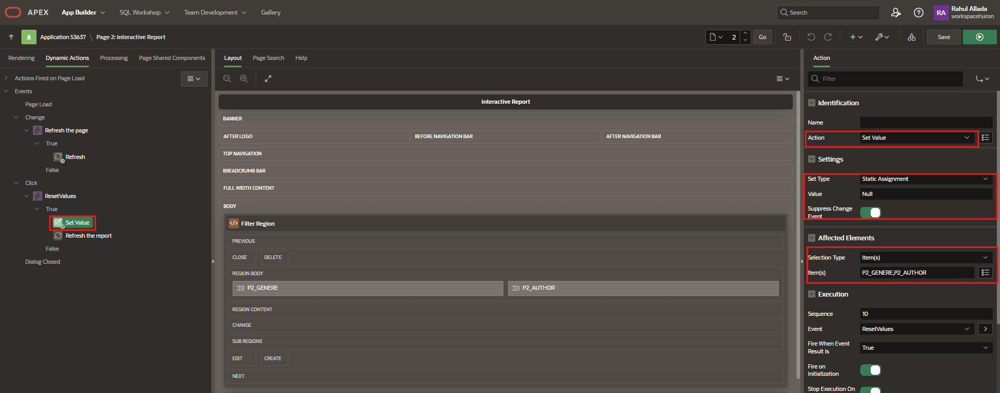 APEX App Builder SQL Workshop Team Development Gallery Search RA Rahul Allada
workspacehuron
Application 53637 \ Page 2: interactive Report 2 Go Save
Rendering Dynamic Actions Processing Page Shared Components
Actions Fired on Page Load
Events
Page Load
Change
Refresh the page
True
Refresh
False
Click
ResetValues
True
Set Value
Refresh the report
False
Dialog Closed
Layout Page Search Help
interactive Report
BANNER
AFTER LOGO BEFORE NAVIGATION BAR AFTER NAVIGATION BAR
TOP NAVIGATION
BREADCRUMB BAR
FULL WIDTH CONTENT
BODY
</> Filter Region
PREVIOUS
CLOSE DELETE
REGION BODY
P2_GENERE P2_AUTHOR
REGION CONTENT
CHANGE
SUB REGIONS
EDIT CREATE
NEXT
Action
Filter
Identification
Name
Action Set Value
Settings
Set Type Static Assignment
Value Null
Suppress Change
Event
Affected Elements
Selection Type Item(s)
Item(s) P2_GENERE,P2_AUTHOR
Execution
Sequence 10
Event ResetValues
Fire When Event
Result Is True
Fire on
Initialization
Stop Execution On